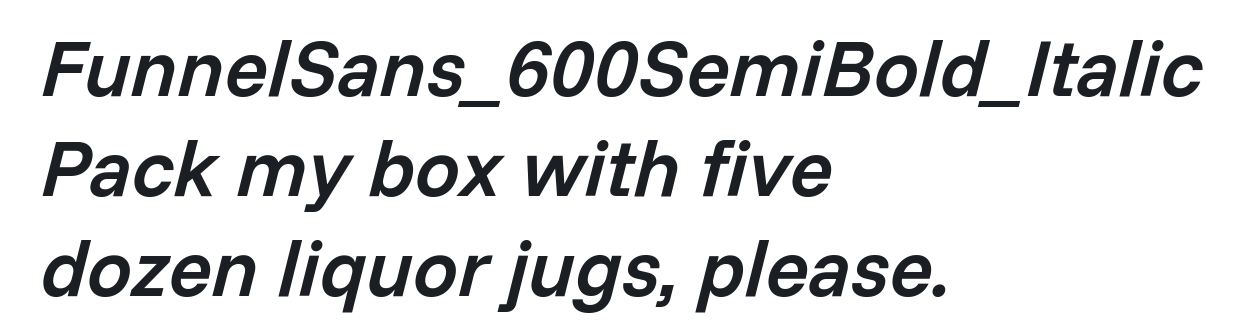 FunnelSans_600SemiBold_Italic
Pack my box with five
dozen liquor jugs, please.